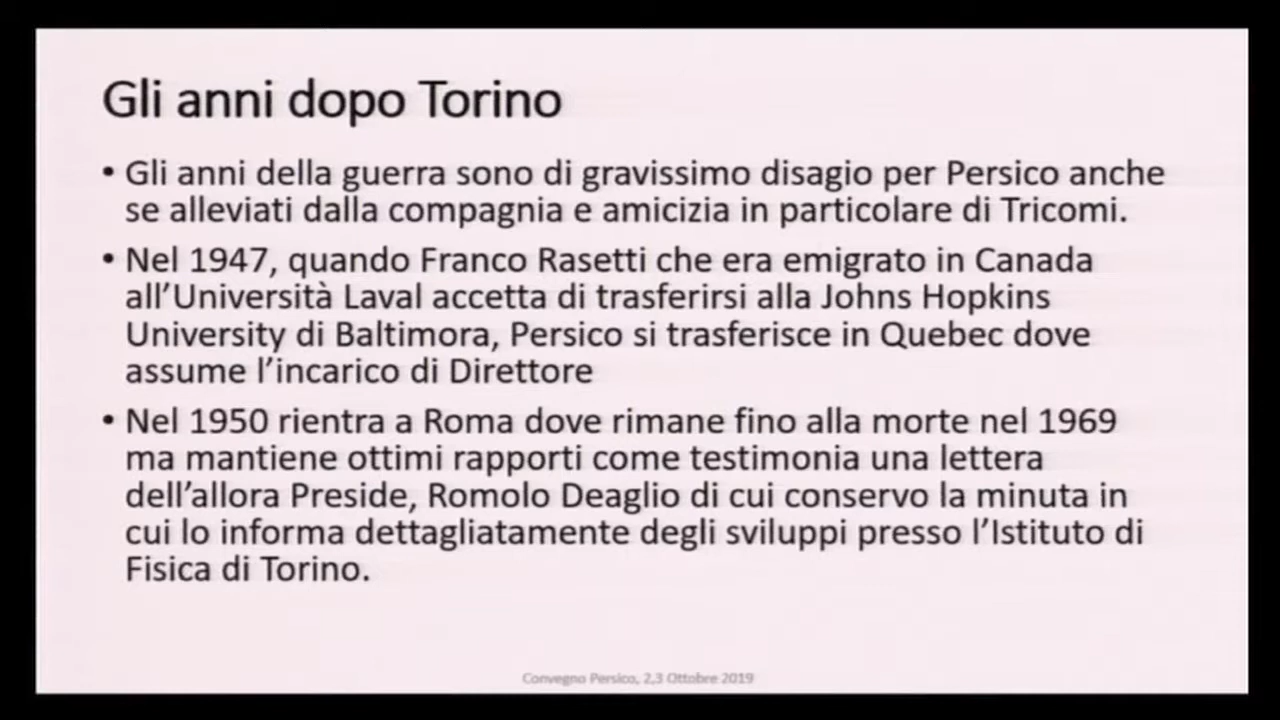 Gli anni dopo Torino
• Gli anni della guerra sono di gravissimo disagio per Persico anche
se alleviati dalla compagnia e amicizia in particolare di Tricomi.
• Nel 1947, quando Franco Rasetti che era emigrato in Canada
all’Università Laval accetta di trasferirsi alla Johns Hopkins
University di Baltimora, Persico si trasferisce in Quebec dove
assume l’incarico di Direttore
• Nel 1950 rientra a Roma dove rimane fino alla morte nel 1969
ma mantiene ottimi rapporti come testimonia una lettera
dell’allora Preside, Romolo Deaglio di cui conservo la minuta in
cui lo informa dettagliatamente degli sviluppi presso l’Istituto di
Fisica di Torino.
Convegno Persico, 2,3 Ottobre 2019